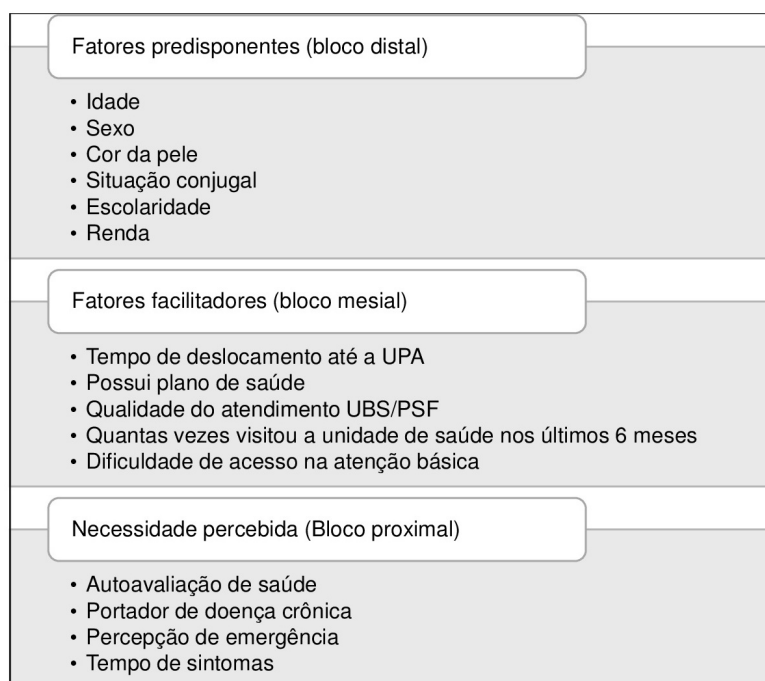 Fatores predisponentes (bloco distal)
• Idade
• Sexo
• Cor da pele
• Situação conjugal
• Escolaridade
• Renda
Fatores facilitadores (bloco mesial)
• Tempo de deslocamento até a UPA
• Possui plano de saúde
• Qualidade do atendimento UBS/PSF
• Quantas vezes visitou a unidade de saúde nos últimos 6 meses
• Dificuldade de acesso na atenção básica
Necessidade percebida (Bloco proximal)
• Autoavaliação de saúde
• Portador de doença crônica
• Percepção de emergência
• Tempo de sintomas